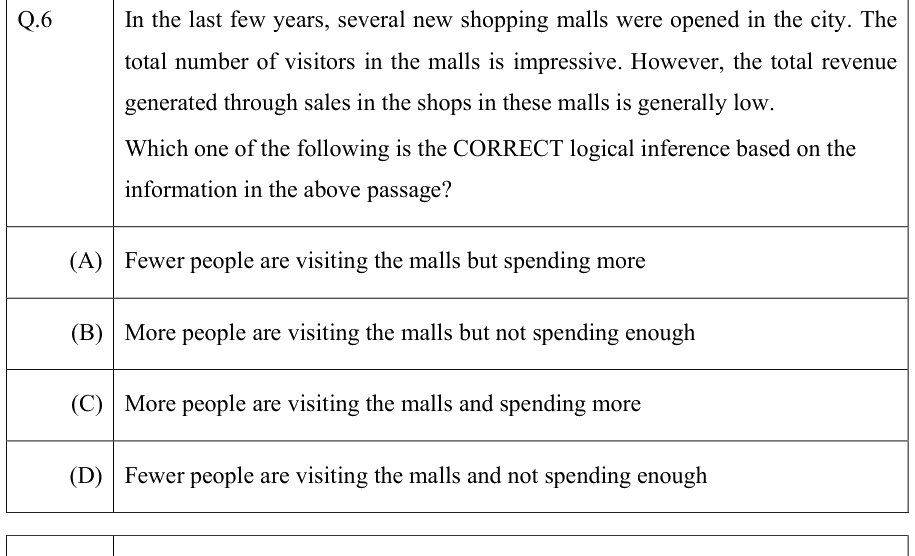 Q.6 In the last few years, several new shopping malls were opened in the city. The
total number of visitors in the malls is impressive. However, the total revenue
generated through sales in the shops in these malls is generally low.
Which one of the following is the CORRECT logical inference based on the
information in the above passage?
(A) Fewer people are visiting the malls but spending more
(B) More people are visiting the malls but not spending enough
(C) More people are visiting the malls and spending more
(D) Fewer people are visiting the malls and not spending enough